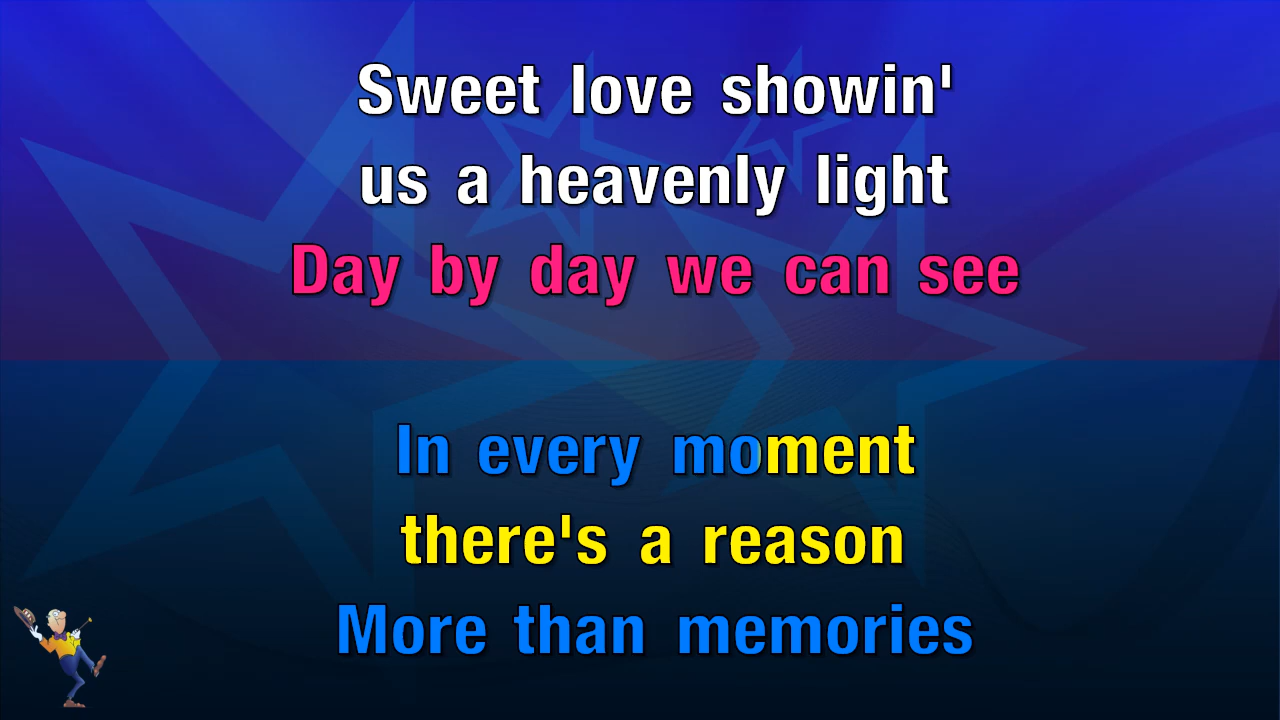 Sweet love showin'
us a heavenly light
Day by day we can see
In every moment
there's a reason
More than memories